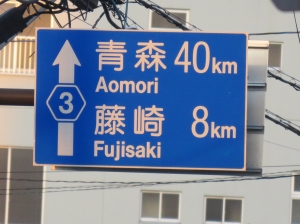 青森 40km
Aomori
3
藤崎 8km
Fujisaki